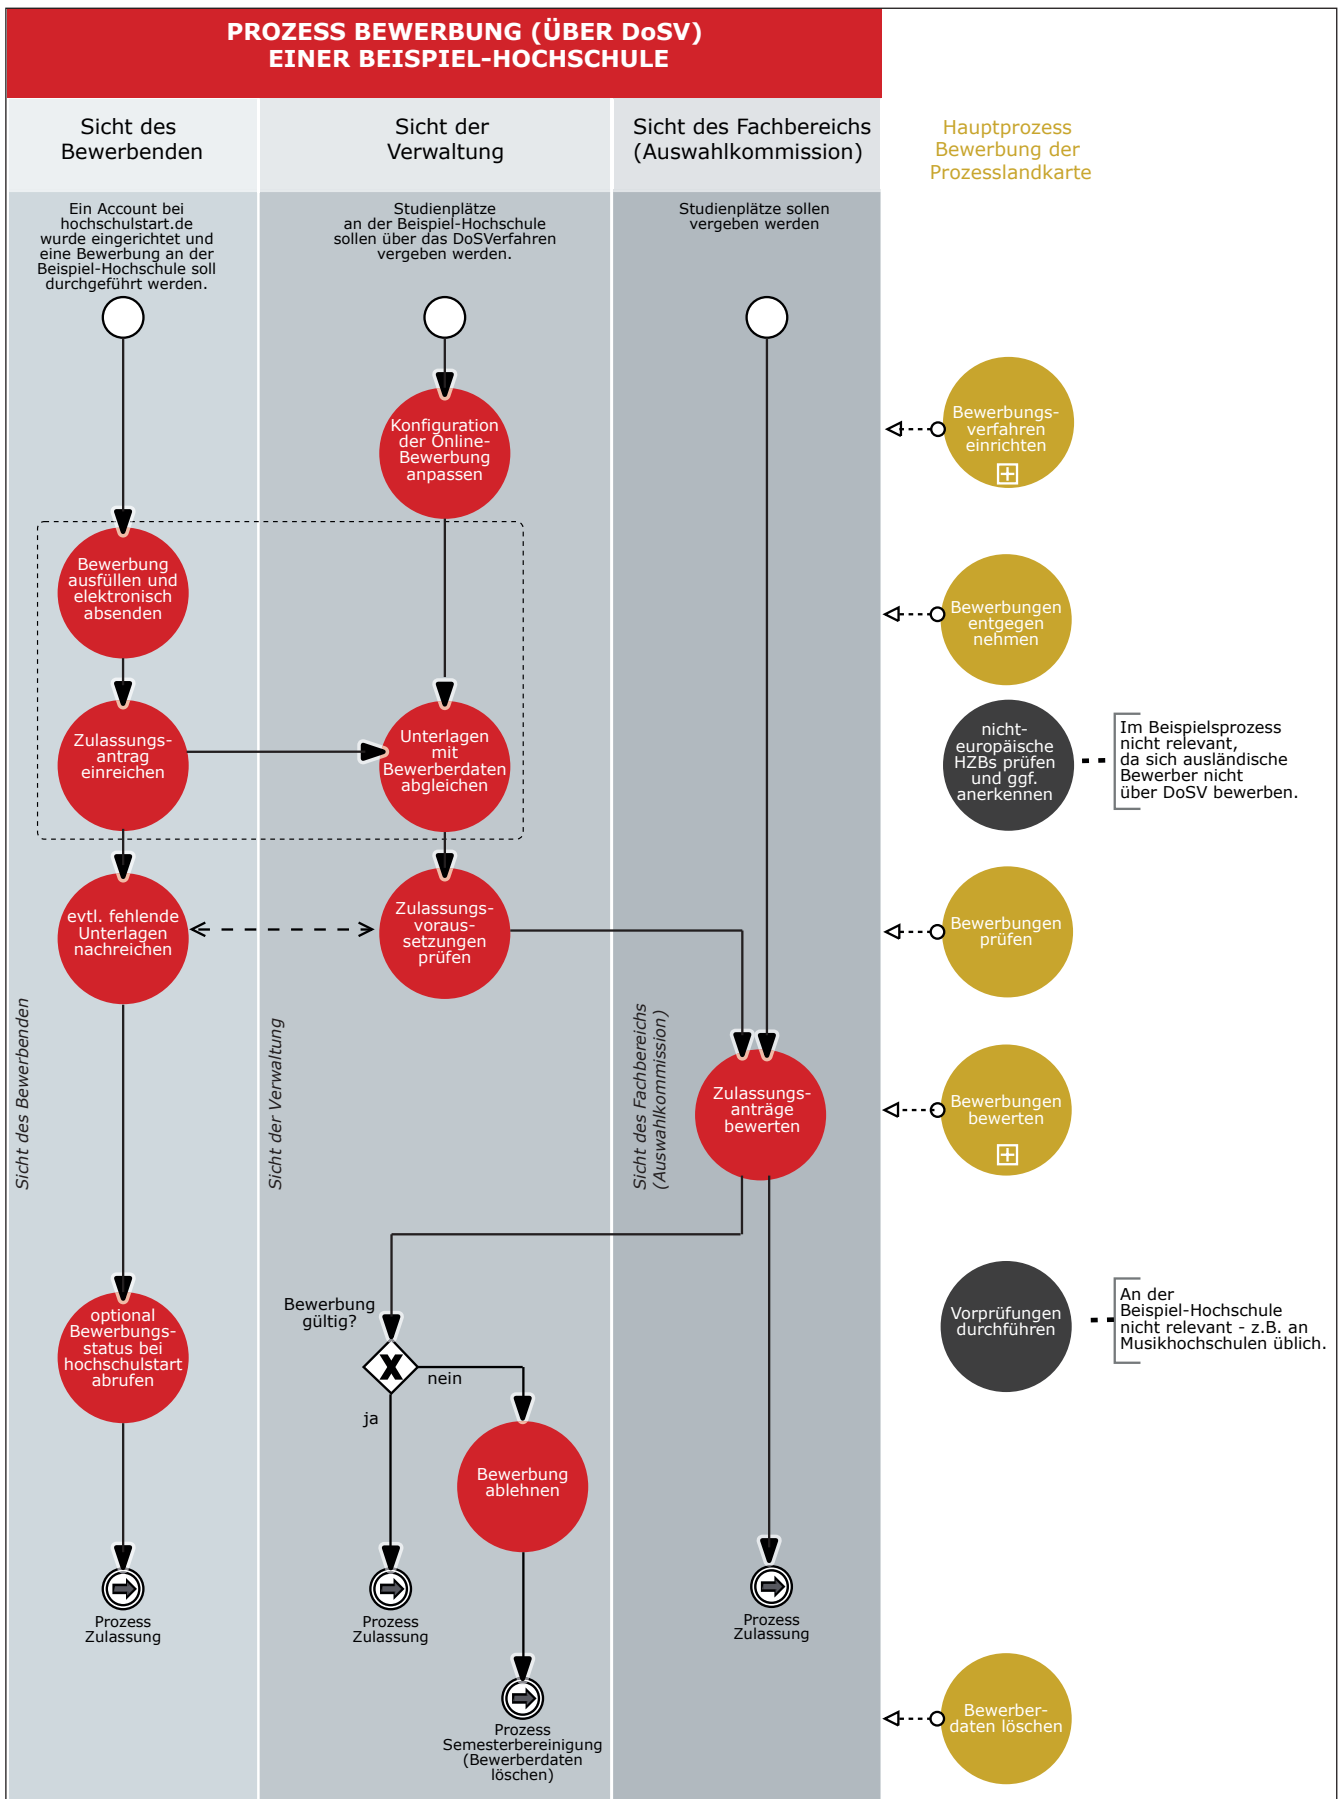 PROZESS BEWERBUNG (ÜBER DoSV)
EINER BEISPIEL-HOCHSCHULE
Sicht des
Bewerbenden
Sicht der
Verwaltung
Sicht des Fachbereichs
(Auswahlkommission)
Hauptprozess
Bewerbung der
Prozesslandkarte
Ein Account bei
hochschulstart.de
wurde eingerichtet und
eine Bewerbung an der
Beispiel-Hochschule soll
durchgeführt werden.
Studienplätze
an der Beispiel-Hochschule
sollen über das DoSVerfahren
vergeben werden.
Studienplätze sollen
vergeben werden
Konfiguration
der Online-
Bewerbung
anpassen
Bewerbungs-
verfahren
einrichten
Bewerbung
ausfüllen und
elektronisch
absenden
Bewerbungen
entgegen
nehmen
Zulassungs-
antrag
einreichen
Unterlagen
mit
Bewerberdaten
abgleichen
nicht-
europäische
HZBs prüfen
und ggf.
anerkennen
Im Beispielsprozess
nicht relevant,
da sich ausländische
Bewerber nicht
über DoSV bewerben.
evtl. fehlende
Unterlagen
nachreichen
Zulassungs-
voraus-
setzungen
prüfen
Bewerbungen
prüfen
Sicht des Bewerbenden
Sicht der Verwaltung
Sicht des Fachbereichs
(Auswahlkommission)
Zulassungs-
anträge
bewerten
Bewerbungen
bewerten
optional
Bewerbungs-
status bei
hochschulstart
abrufen
Bewerbung
gültig?
X
nein
ja
Vorprüfungen
durchführen
An der
Beispiel-Hochschule
nicht relevant - z.B. an
Musikhochschulen üblich.
Bewerbung
ablehnen
Prozess
Zulassung
Prozess
Zulassung
Prozess
Zulassung
Prozess
Semesterbereinigung
(Bewerberdaten
löschen)
Bewerber-
daten löschen